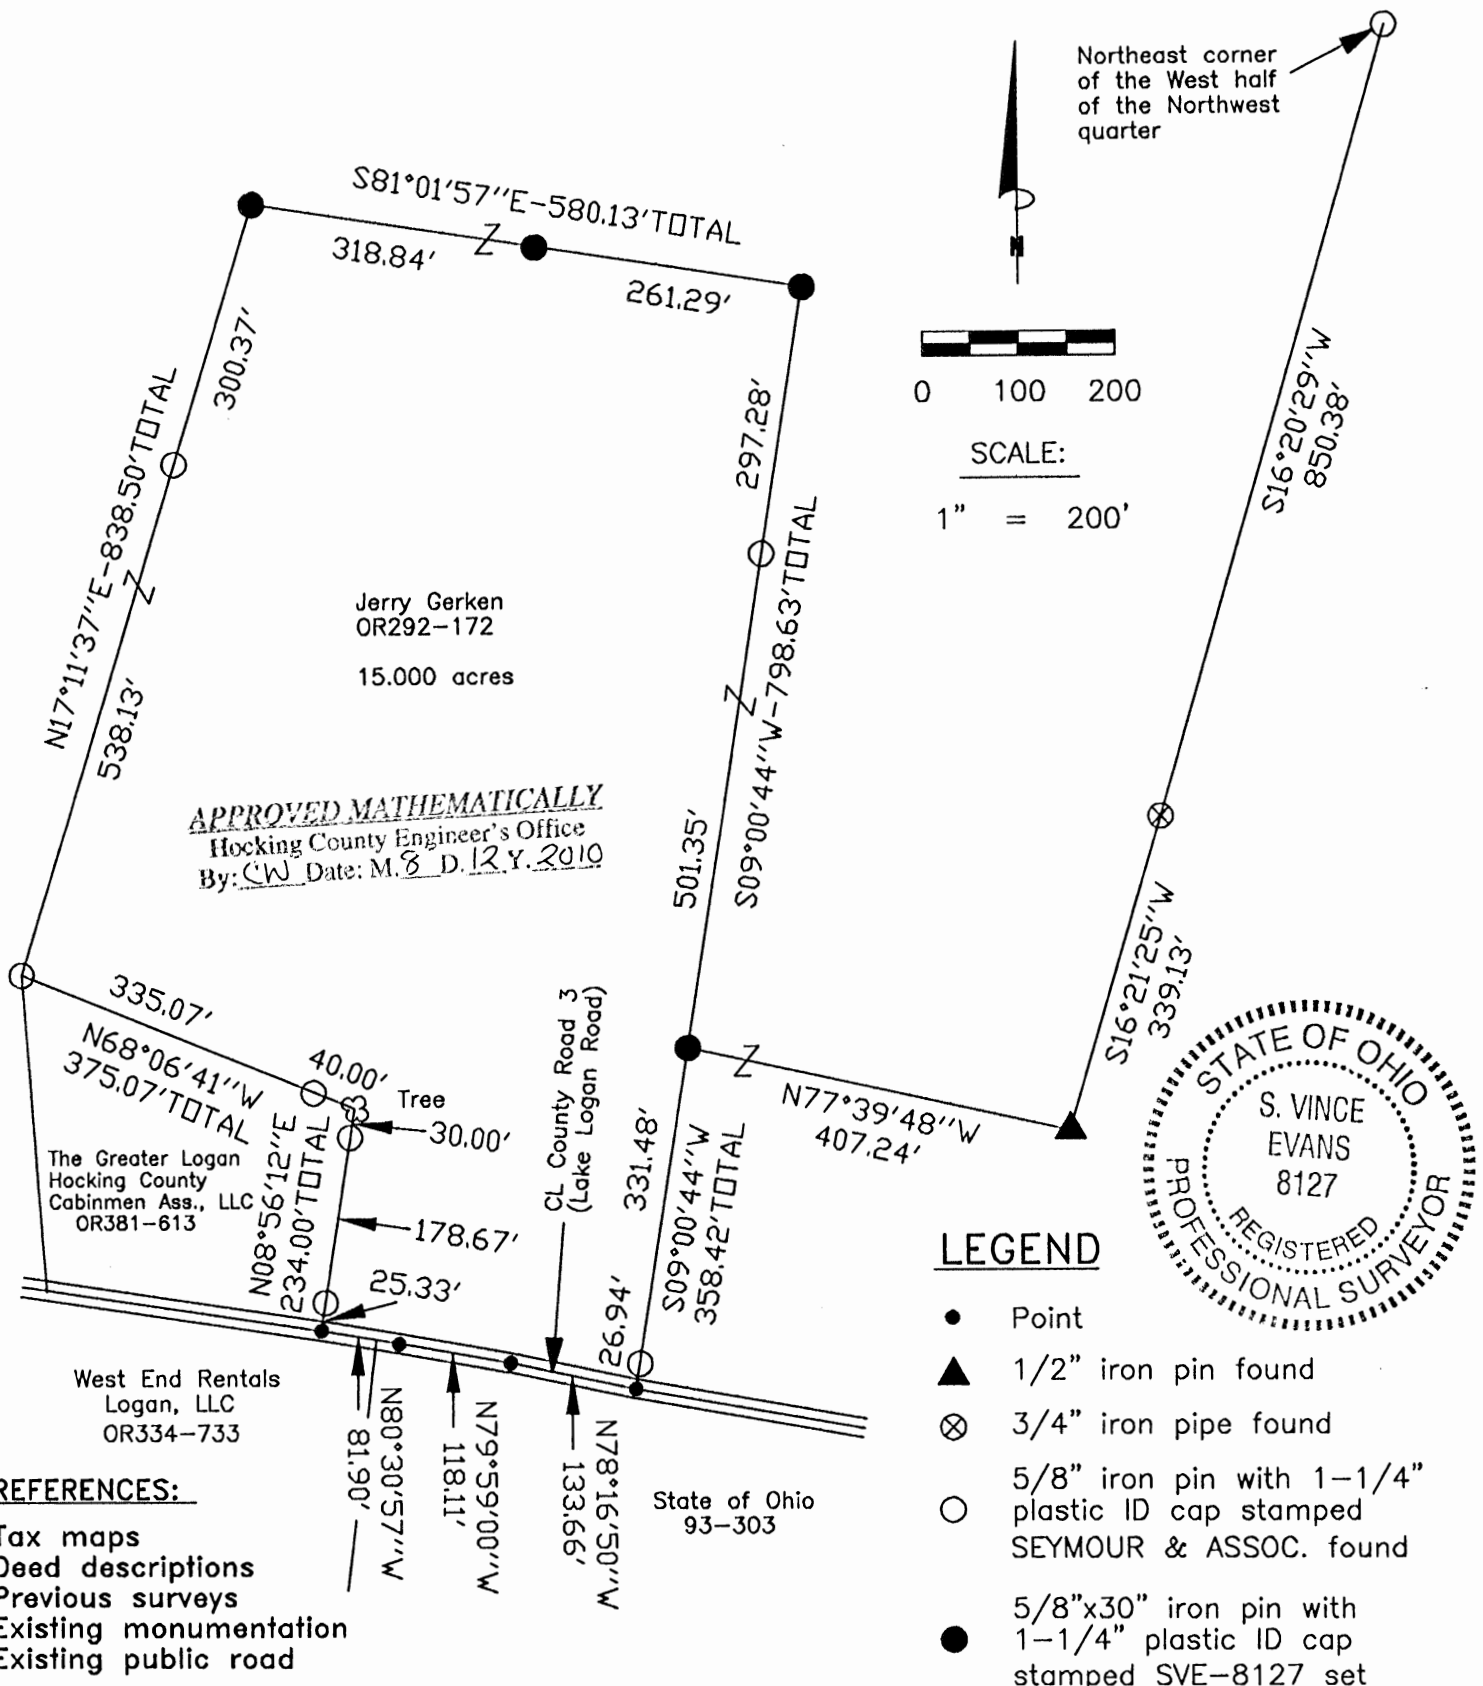 Northeast corner
of the West half
of the Northwest
quarter
N
0 100 200
SCALE:
1" = 200'
S81°01'57"E-580.13'TOTAL
318.84'
261.29'
300.37'
N17°11'37"E-838.50'TOTAL
538.13'
297.28'
S09°00'44"W-798.63'TOTAL
501.35'
S16°20'29"W
850.38'
S16°21'25"W
339.13'
Jerry Gerken
OR292-172
15.000 acres
APPROVED MATHEMATICALLY
Hocking County Engineer's Office
By: CW Date: M. 8 D. 12 Y. 2010
335.07'
N68°06'41"W
375.07'TOTAL
40.00'
Tree
30.00'
N08°56'12"E
234.00'TOTAL
178.67'
25.33'
The Greater Logan
Hocking County
Cabinmen Ass., LLC
OR381-613
CL County Road 3
(Lake Logan Road)
331.48'
S09°00'44"W
358.42'TOTAL
26.94'
N77°39'48"W
407.24'
STATE OF OHIO
S. VINCE
EVANS
8127
REGISTERED
PROFESSIONAL SURVEYOR
West End Rentals
Logan, LLC
OR334-733
N80°30'57"W
81.90'
N79°59'00"W
118.11'
N78°16'50"W
133.66'
State of Ohio
93-303
REFERENCES:
Tax maps
Deed descriptions
Previous surveys
Existing monumentation
Existing public road
LEGEND
Point
1/2" iron pin found
3/4" iron pipe found
5/8" iron pin with 1-1/4"
plastic ID cap stamped
SEYMOUR & ASSOC. found
5/8"x30" iron pin with
1-1/4" plastic ID cap
stamped SVE-8127 set